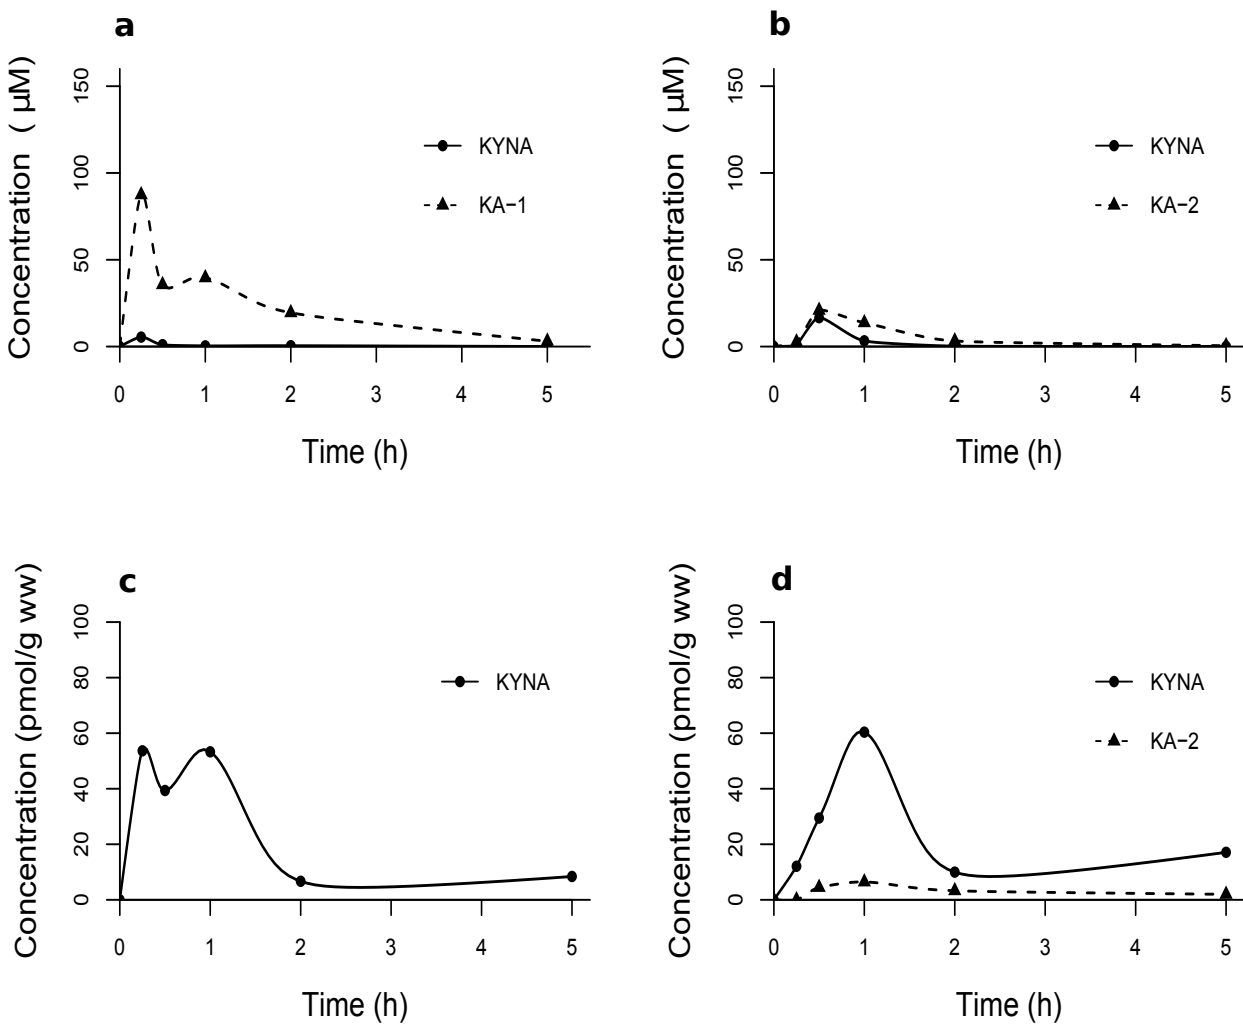 a
Concentration ( µM)
0
50
100
150
KYNA
KA−1
0 1 2 3 4 5
Time (h)
b
Concentration ( µM)
0
50
100
150
KYNA
KA−2
0 1 2 3 4 5
Time (h)
c
Concentration (pmol/g ww)
0
20
40
60
80
100
KYNA
0 1 2 3 4 5
Time (h)
d
Concentration (pmol/g ww)
0
20
40
60
80
100
KYNA
KA−2
0 1 2 3 4 5
Time (h)